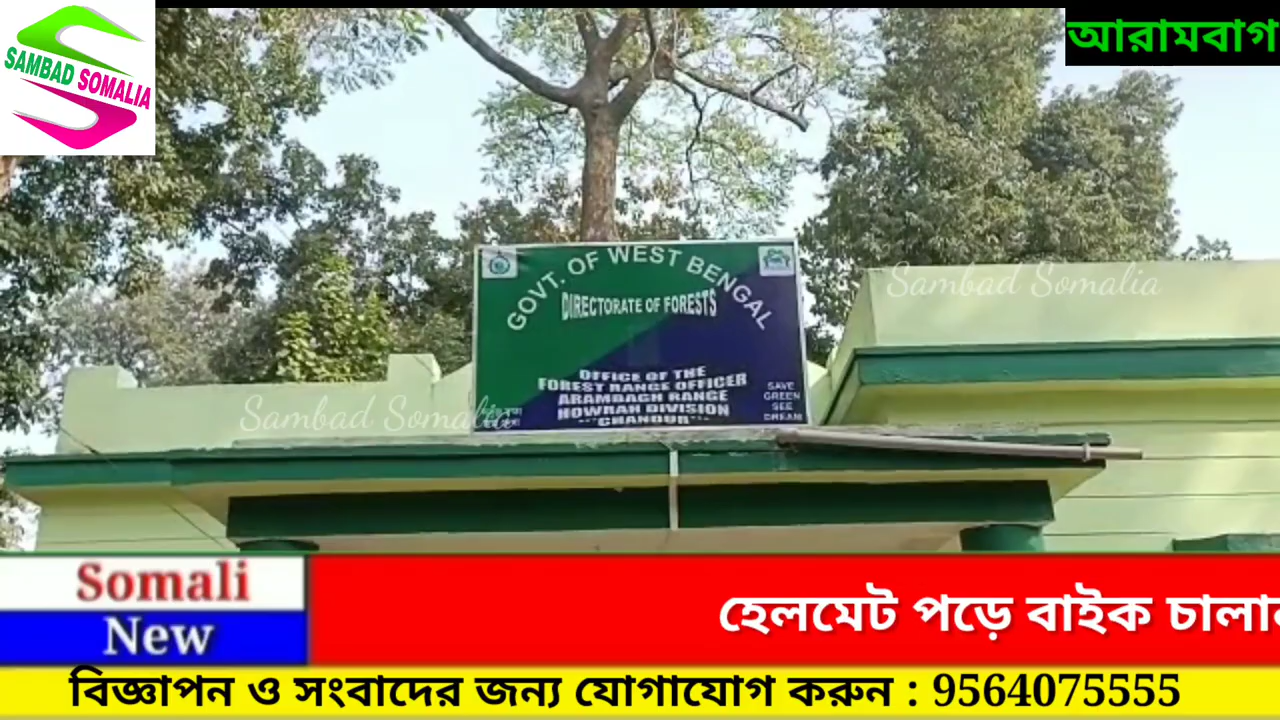 SAMBAD SOMALIA
আরামবাগ
GOVT. OF WEST BENGAL
DIRECTORATE OF FORESTS
OFFICE OF THE
FOREST RANGE OFFICER
ARAMBAGH RANGE
HOWRAH DIVISION
CHANDUR
SAVE
GREEN
SEE
DREAM
Sambad Somalia
Sambad Somalia
Somali
New
হেলমেট পড়ে বাইক চালান
বিজ্ঞাপন ও সংবাদের জন্য যোগাযোগ করুন : 9564075555